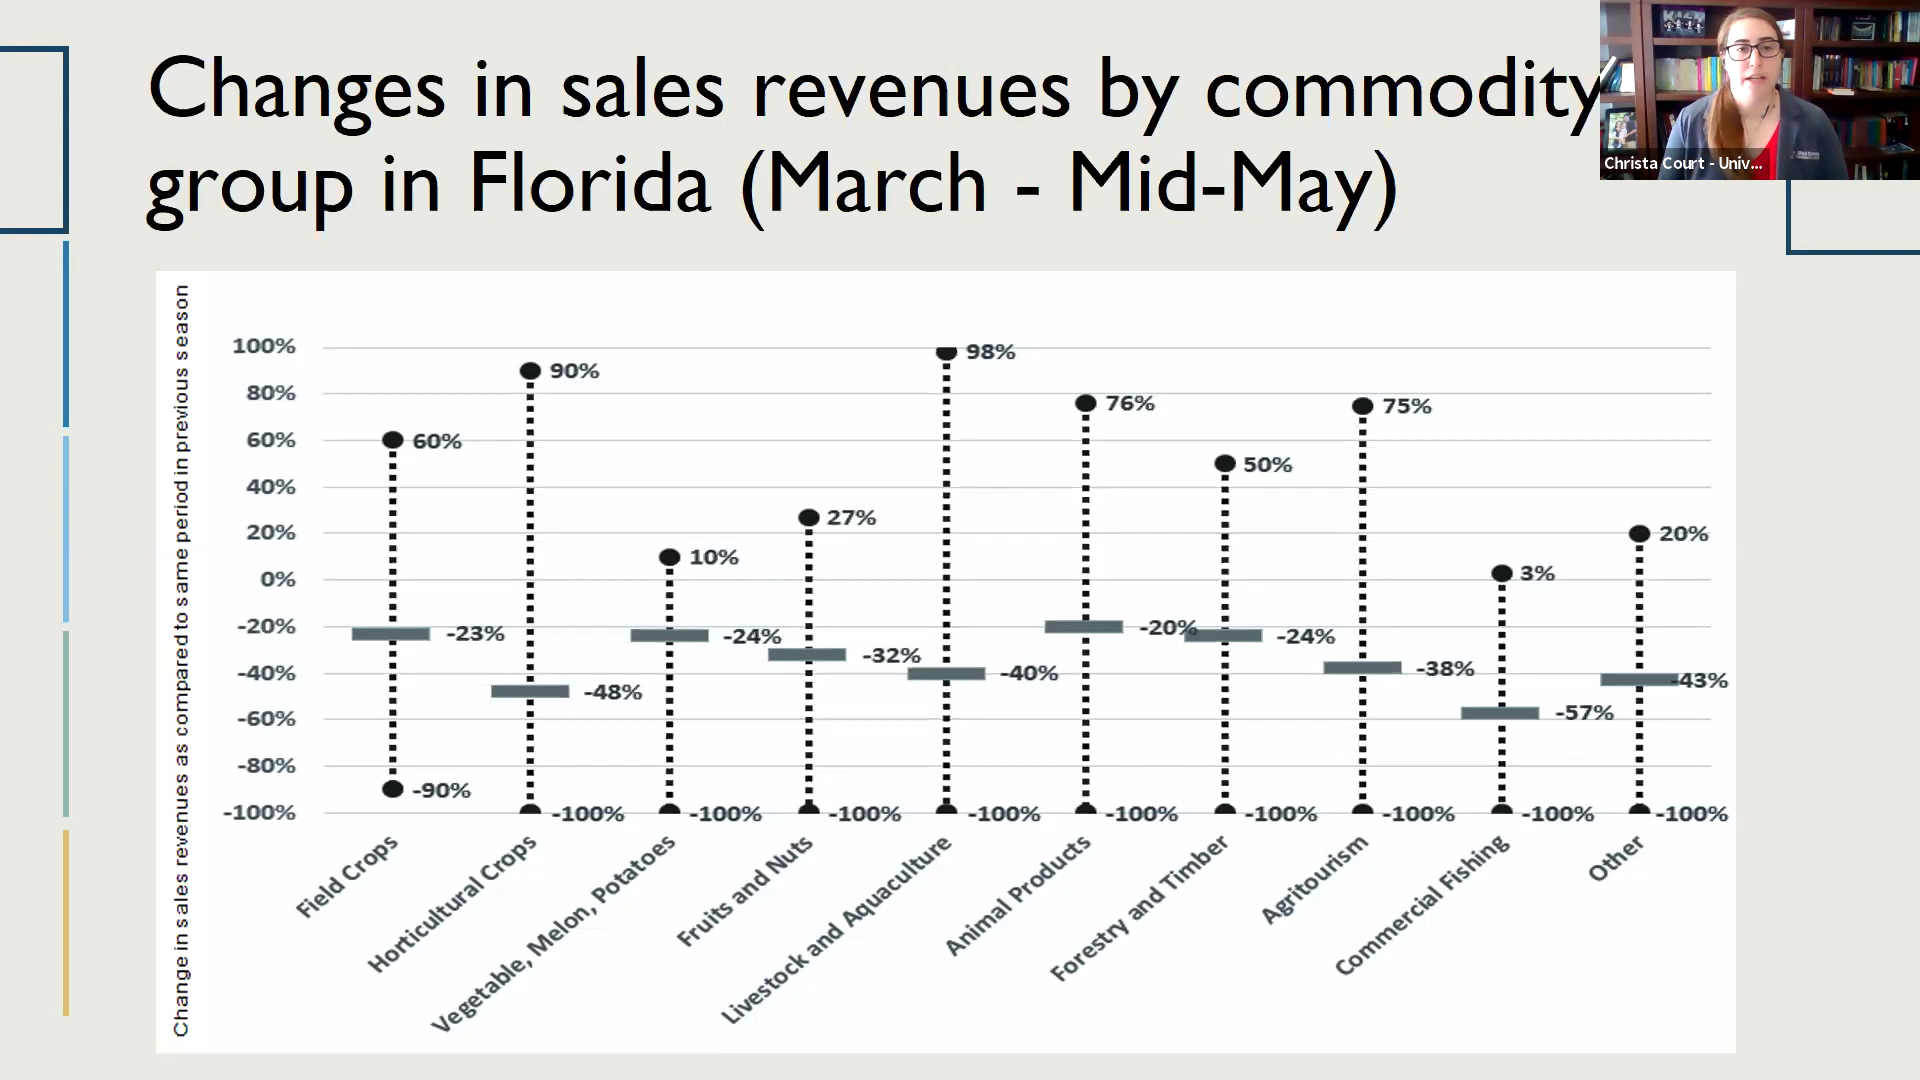 Changes in sales revenues by commodity
group in Florida (March - Mid-May)
Christa Court - Univ...
Change in sales revenues as compared to same period in previous season
100%
80%
60%
40%
20%
0%
-20%
-40%
-60%
-80%
-100%
60%
-23%
-90%
90%
-48%
-100%
10%
-24%
-100%
27%
-32%
-100%
98%
-40%
-100%
76%
-20%
-100%
50%
-24%
-100%
75%
-38%
-100%
3%
-57%
-100%
20%
-43%
-100%
Field Crops
Horticultural Crops
Vegetable, Melon, Potatoes
Fruits and Nuts
Livestock and Aquaculture
Animal Products
Forestry and Timber
Agritourism
Commercial Fishing
Other